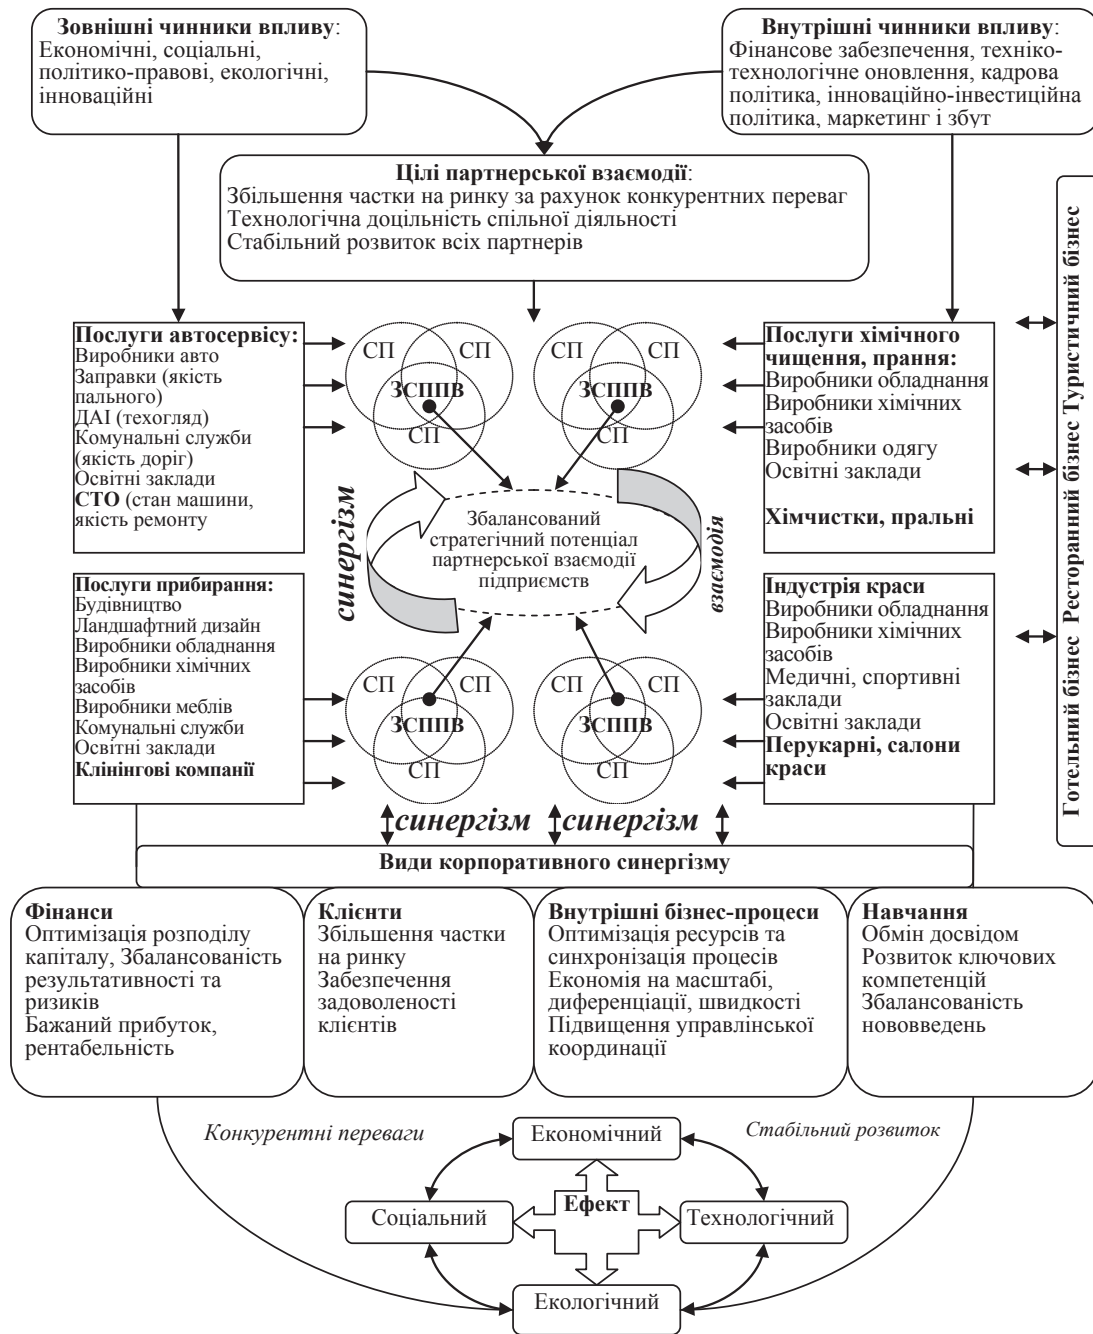 Зовнішні чинники впливу:
Економічні, соціальні,
політико-правові, екологічні,
інноваційні
Внутрішні чинники впливу:
Фінансове забезпечення, техніко-
технологічне оновлення, кадрова
політика, інноваційно-інвестиційна
політика, маркетинг і збут
Цілі партнерської взаємодії:
Збільшення частки на ринку за рахунок конкурентних переваг
Технологічна доцільність спільної діяльності
Стабільний розвиток всіх партнерів
Послуги автосервісу:
Виробники авто
Заправки (якість
пального)
ДАІ (техогляд)
Комунальні служби
(якість доріг)
Освітні заклади
СТО (стан машини,
якість ремонту
СП
СП
ЗСППВ
СП
СП
СП
ЗСППВ
СП
Послуги хімічного
чищення, прання:
Виробники обладнання
Виробники хімічних
засобів
Виробники одягу
Освітні заклади
Хімчистки, пральні
Готельний бізнес Ресторанний бізнес Туристичний бізнес
синергізм
Збалансований
стратегічний потенціал
партнерської взаємодії
підприємств
взаємодія
Послуги прибирання:
Будівництво
Ландшафтний дизайн
Виробники обладнання
Виробники хімічних
засобів
Виробники меблів
Комунальні служби
Освітні заклади
Клінінгові компанії
СП
СП
ЗСППВ
СП
СП
СП
ЗСППВ
СП
Індустрія краси
Виробники обладнання
Виробники хімічних
засобів
Медичні, спортивні
заклади
Освітні заклади
Перукарні, салони
краси
синергізм
синергізм
Види корпоративного синергізму
Фінанси
Оптимізація розподілу
капіталу, Збалансованість
результативності та
ризиків
Бажаний прибуток,
рентабельність
Клієнти
Збільшення частки
на ринку
Забезпечення
задоволеності
клієнтів
Внутрішні бізнес-процеси
Оптимізація ресурсів та
синхронізація процесів
Економія на масштабі,
диференціації, швидкості
Підвищення управлінської
координації
Навчання
Обмін досвідом
Розвиток ключових
компетенцій
Збалансованість
нововведень
Конкурентні переваги
Економічний
Стабільний розвиток
Соціальний
Ефект
Технологічний
Екологічний